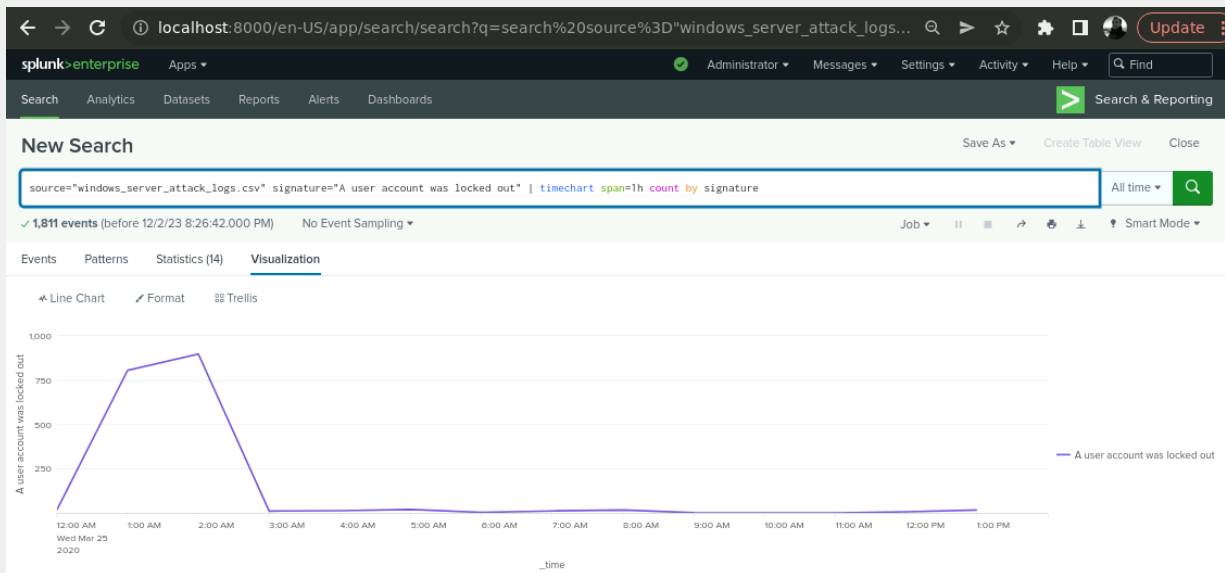 localhost:8000/en-US/app/search/search?q=search%20source%3D"windows_server_attack_logs... Update
splunk>enterprise Apps Administrator Messages Settings Activity Help Find
Search Analytics Datasets Reports Alerts Dashboards Search & Reporting
New Search Save As Create Table View Close
source="windows_server_attack_logs.csv" signature="A user account was locked out" | timechart span=1h count by signature All time
1,811 events (before 12/2/23 8:26:42.000 PM) No Event Sampling Job Smart Mode
Events Patterns Statistics (14) Visualization
Line Chart Format Trellis
1,000
750
500
250
A user account was locked out
A user account was locked out
12:00 AM 1:00 AM 2:00 AM 3:00 AM 4:00 AM 5:00 AM 6:00 AM 7:00 AM 8:00 AM 9:00 AM 10:00 AM 11:00 AM 12:00 PM 1:00 PM
Wed Mar 25
2020
_time